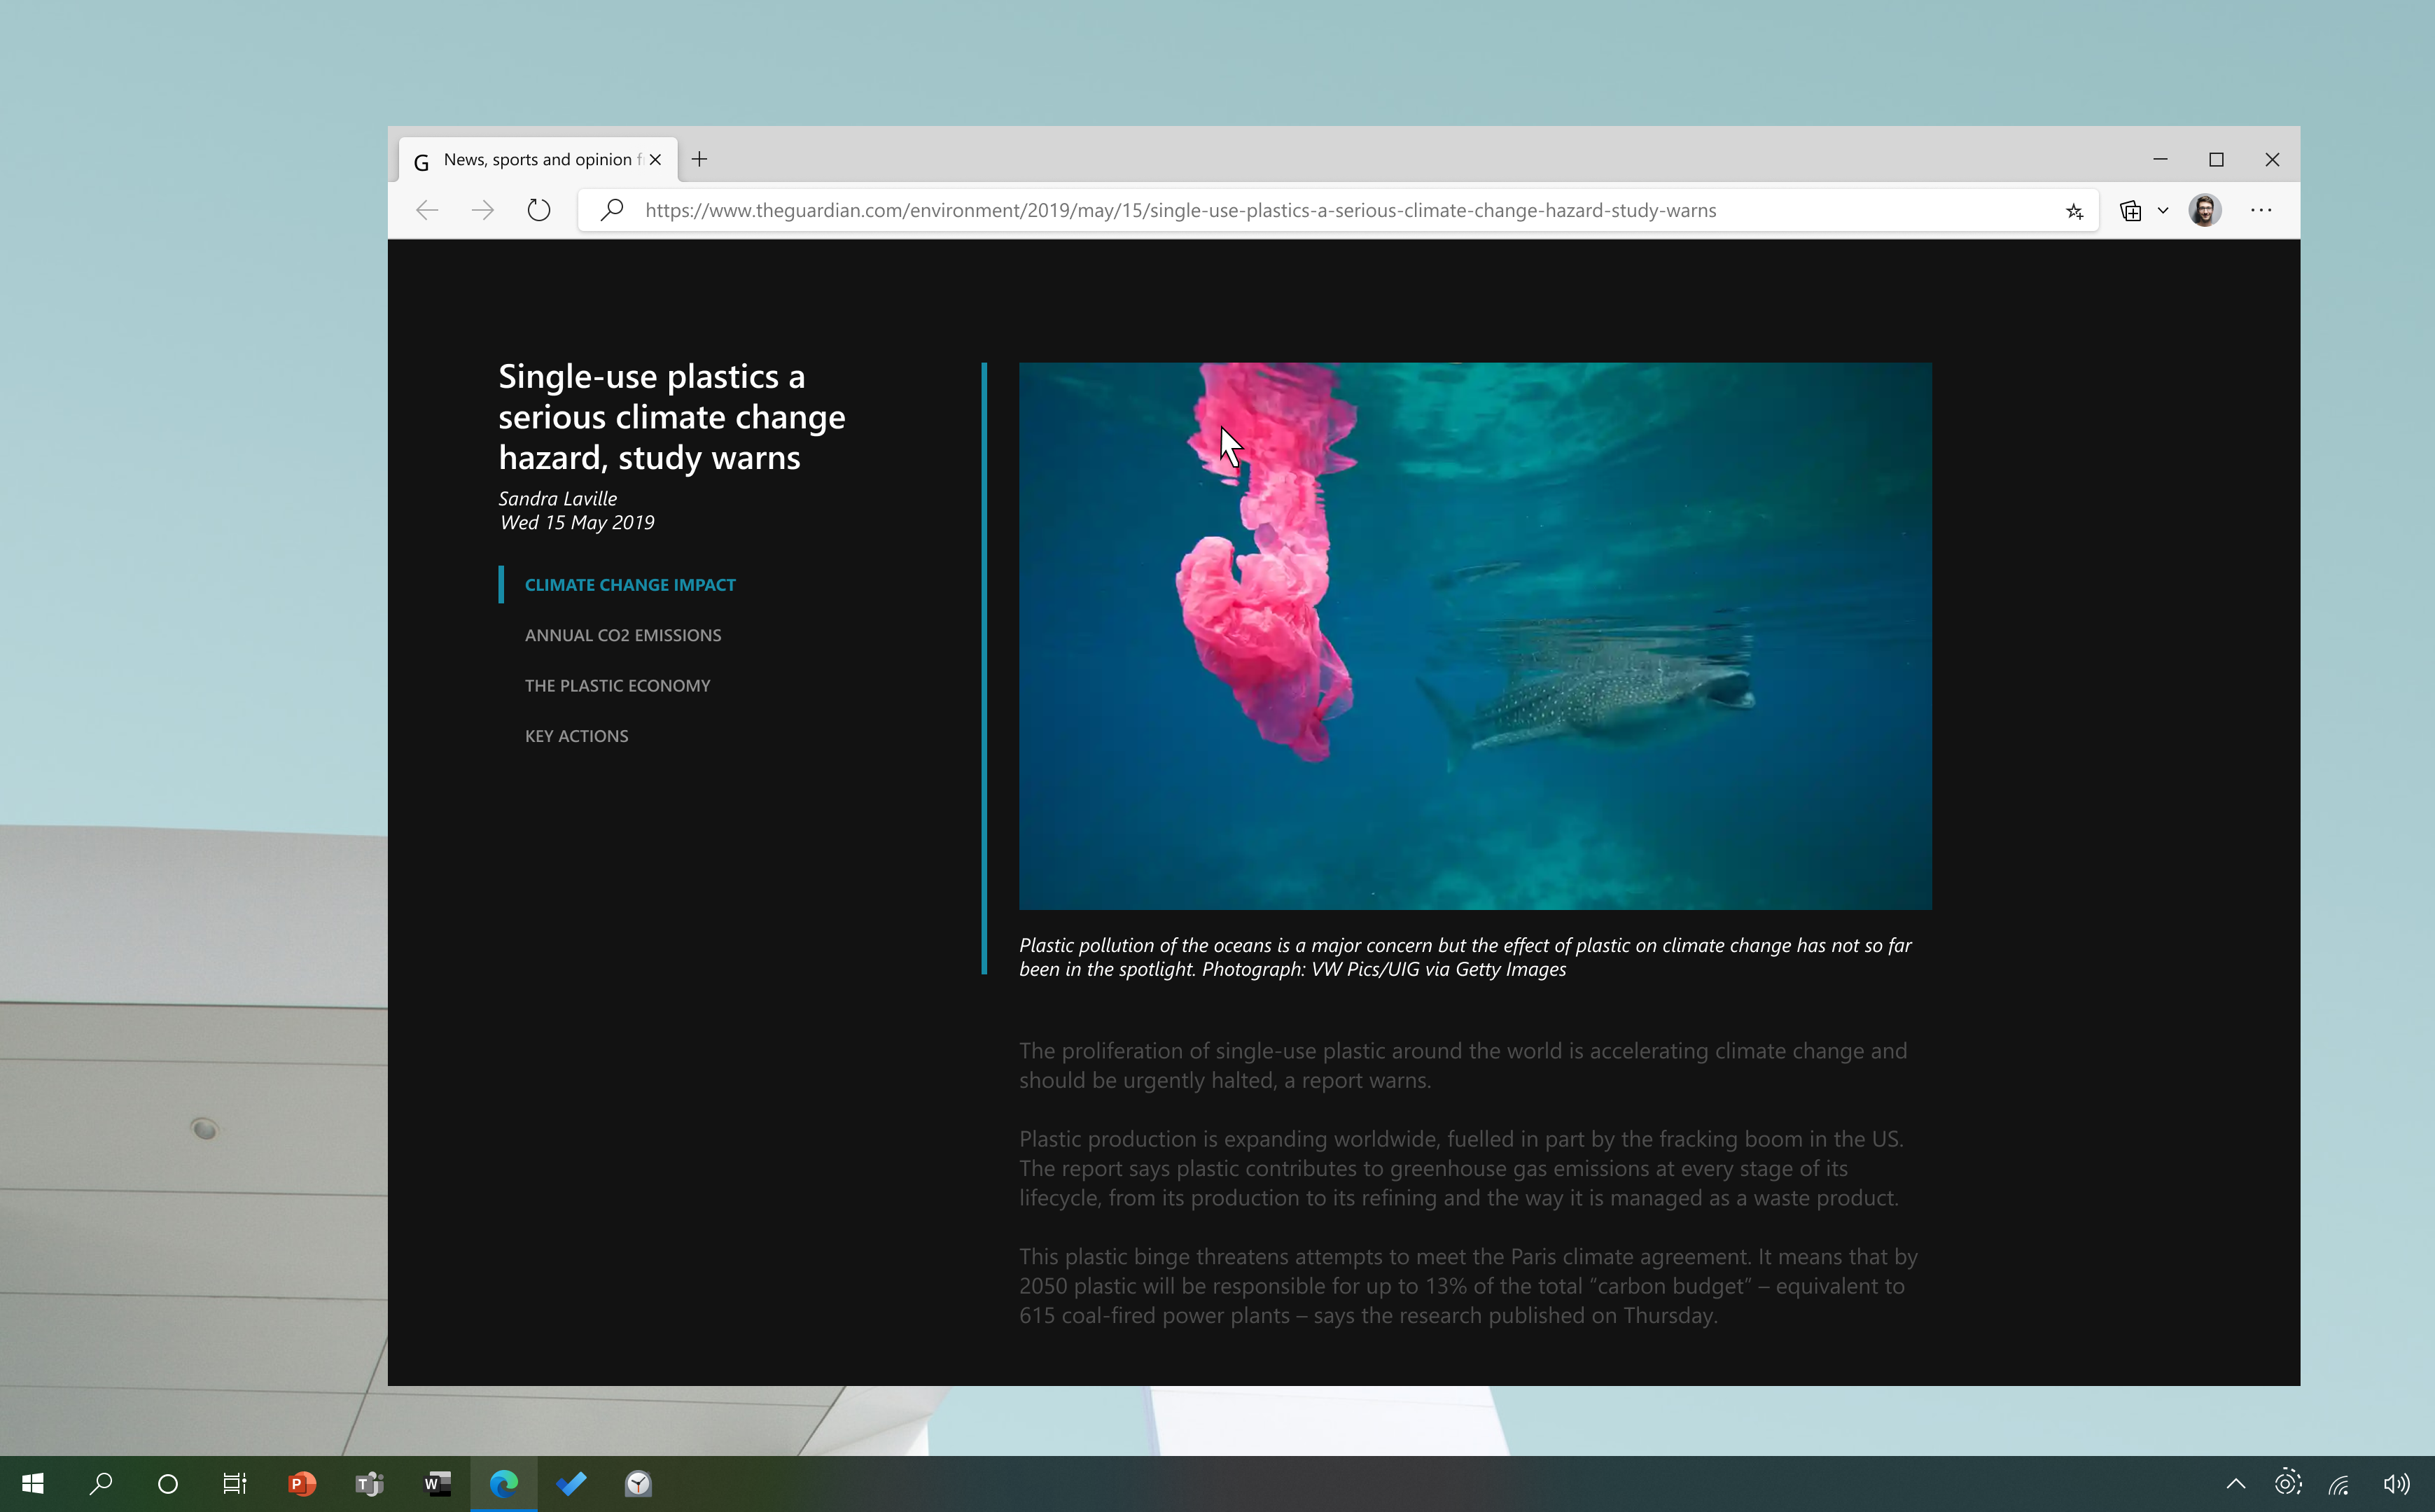 G News, sports and opinion f
https://www.theguardian.com/environment/2019/may/15/single-use-plastics-a-serious-climate-change-hazard-study-warns
Single-use plastics a
serious climate change
hazard, study warns
Sandra Laville
Wed 15 May 2019
CLIMATE CHANGE IMPACT
ANNUAL CO2 EMISSIONS
THE PLASTIC ECONOMY
KEY ACTIONS
Plastic pollution of the oceans is a major concern but the effect of plastic on climate change has not so far
been in the spotlight. Photograph: VW Pics/UIG via Getty Images
The proliferation of single-use plastic around the world is accelerating climate change and
should be urgently halted, a report warns.
Plastic production is expanding worldwide, fuelled in part by the fracking boom in the US.
The report says plastic contributes to greenhouse gas emissions at every stage of its
lifecycle, from its production to its refining and the way it is managed as a waste product.
This plastic binge threatens attempts to meet the Paris climate agreement. It means that by
2050 plastic will be responsible for up to 13% of the total “carbon budget” – equivalent to
615 coal-fired power plants – says the research published on Thursday.
P T W